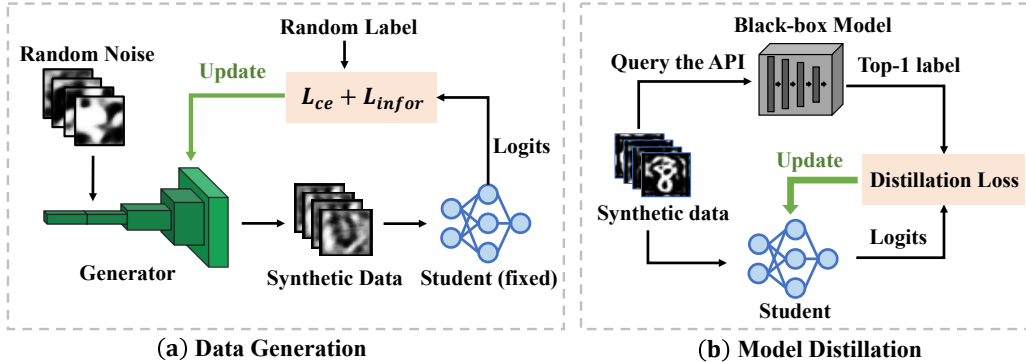 Random Label
Random Noise
Update
L_ce + L_infor
Logits
Generator
Synthetic Data
Student (fixed)
(a) Data Generation
Black-box Model
Query the API
Top-1 label
Update
Distillation Loss
Synthetic data
Logits
Student
(b) Model Distillation